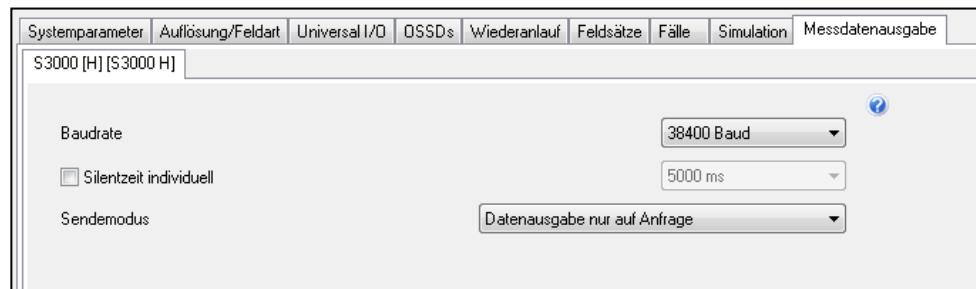 Systemparameter Auflösung/Feldart Universal I/O OSSDs Wiederanlauf Feldsätze Fälle Simulation Messdatenausgabe
S3000 [H] [S3000 H]
?
Baudrate 38400 Baud
Silentzeit individuell 5000 ms
Sendemodus Datenausgabe nur auf Anfrage